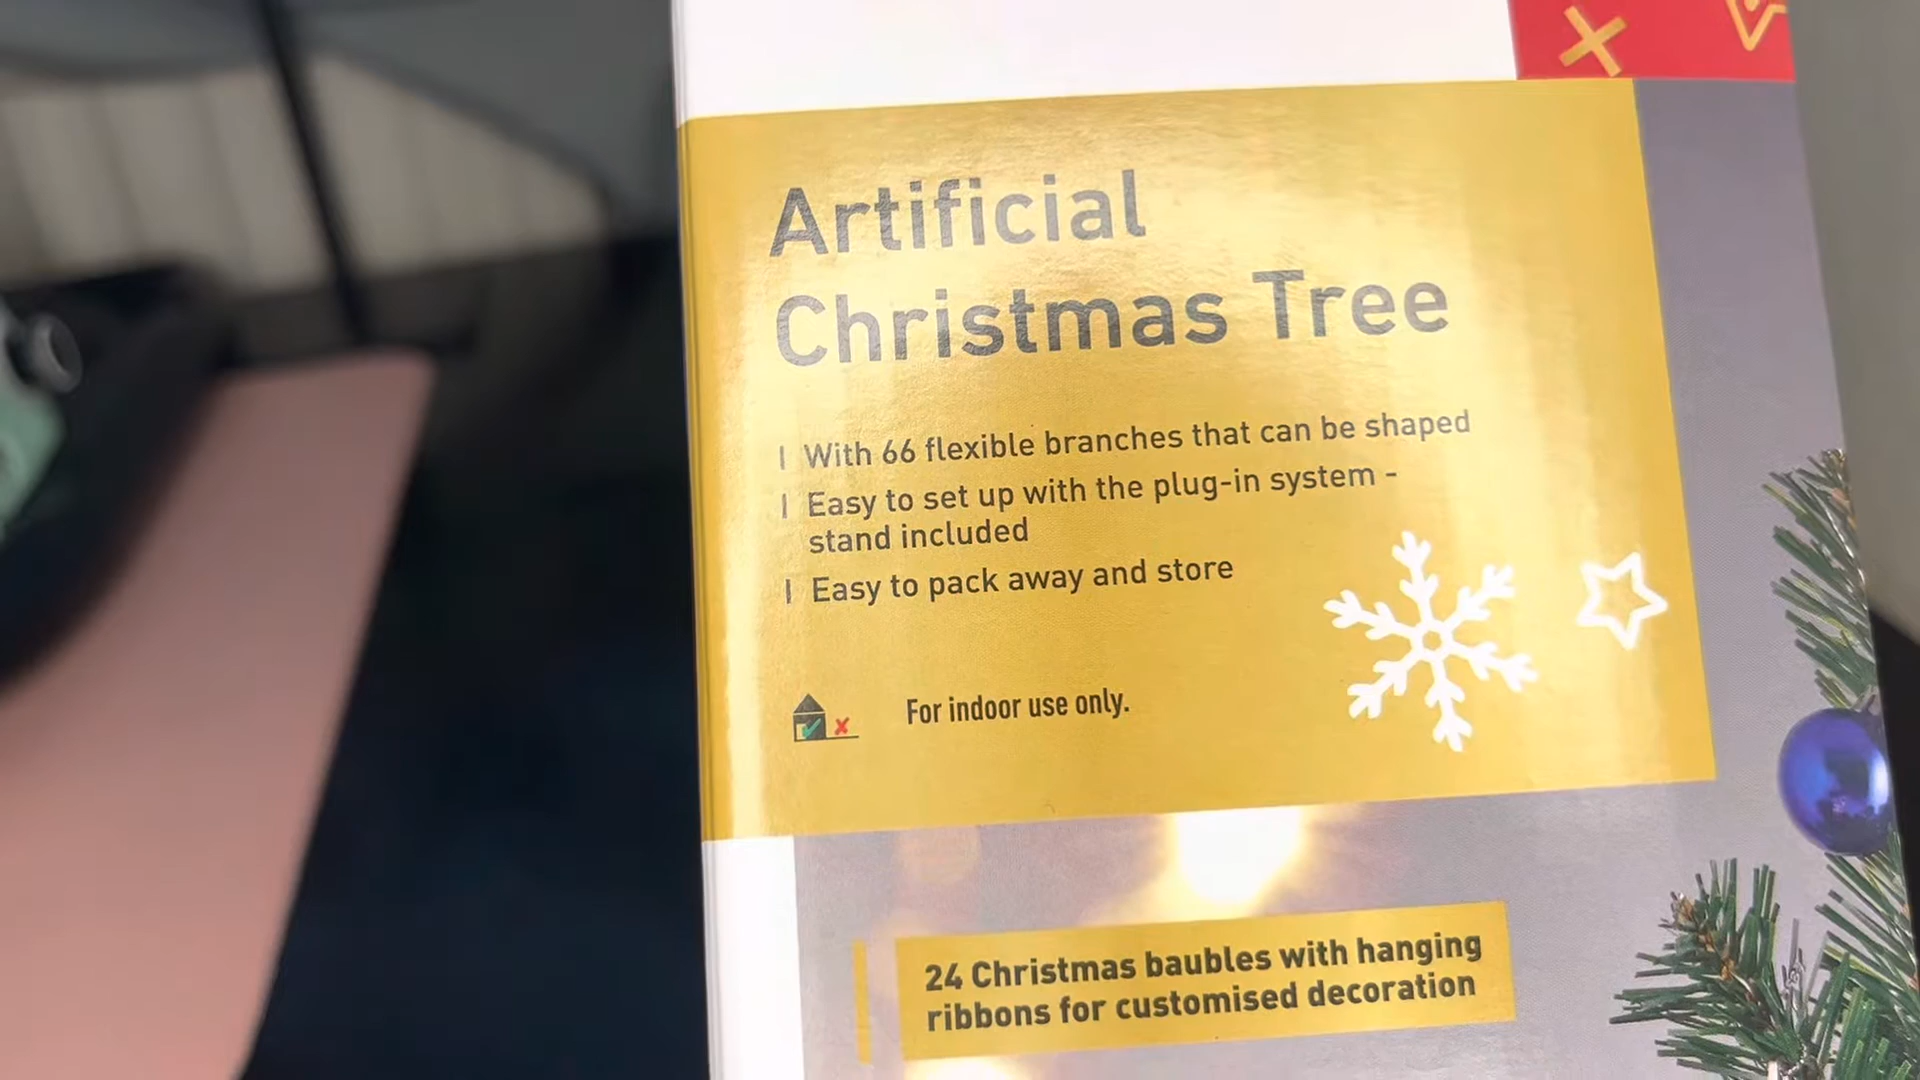 Artificial
Christmas Tree
| With 66 flexible branches that can be shaped
| Easy to set up with the plug-in system -
stand included
| Easy to pack away and store
For indoor use only.
24 Christmas baubles with hanging
ribbons for customised decoration